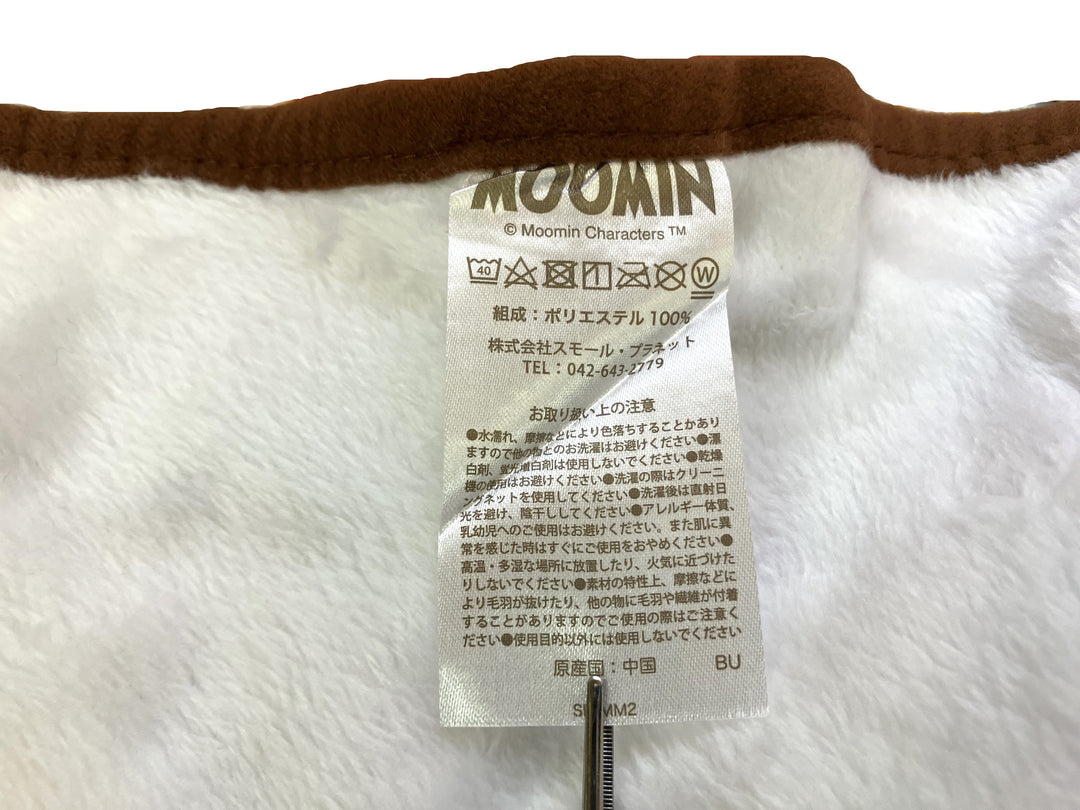 MOOMIN
© Moomin Characters ™
40
W
組成：ポリエステル 100%
株式会社スモール・プラネット
TEL：042-643-2779
お取り扱い上の注意
●水濡れ、摩擦などにより色落ちすることかあり
ますので他の物とのお洗濯はお避けください●漂
白剤、蛍光増白剤は使用しないでください●乾燥
機の使用はお避けください●洗濯の際はクリーニ
ングネットを使用してください●洗濯後は直射日
光を避け、陰干ししてください●アレルギー体質、
乳幼児へのご使用はお避けください。また肌に異
常を感じた時はすぐにご使用をおやめください●
高温・多湿な場所に放置したり、火気に近づけた
りしないでください●素材の特性上、摩擦などに
より毛羽が抜けたり、他の物に毛羽や繊維が付着
することがありますのでご使用の際はご注意く
ださい●使用目的以外には使用しないでください
原産国：中国 BU